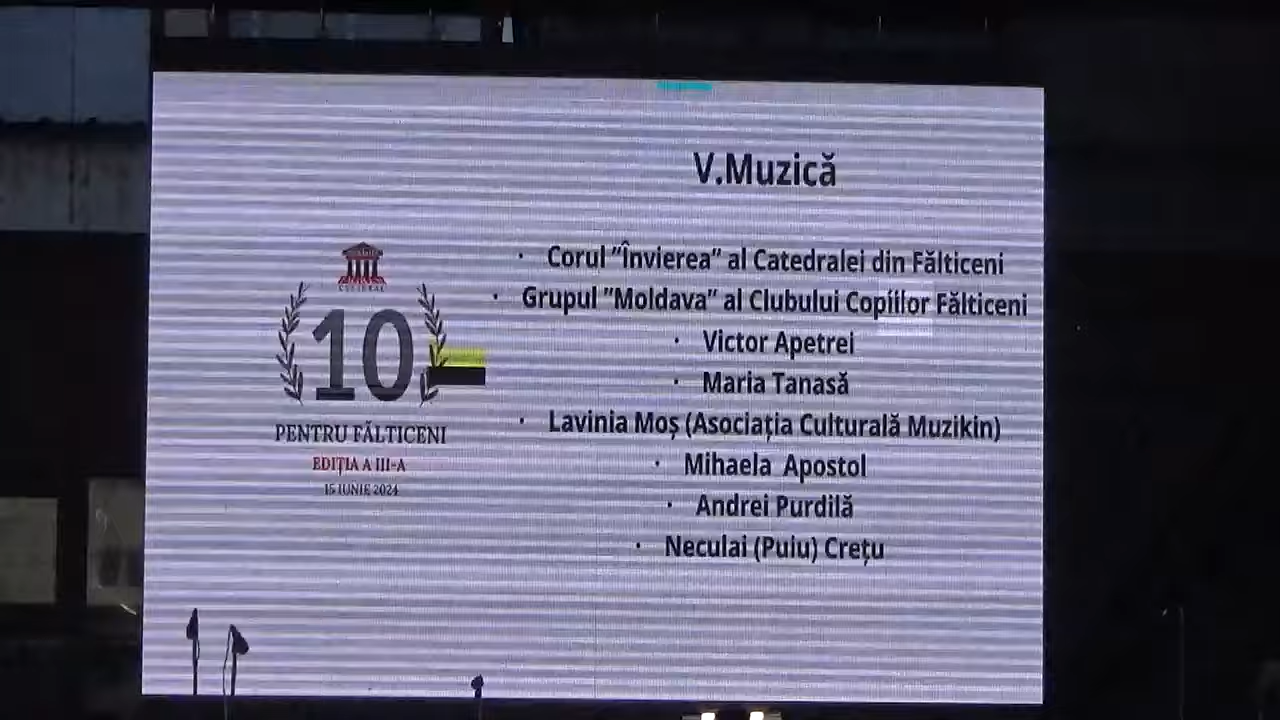 V.Muzică
· Corul ”Învierea” al Catedralei din Fălticeni
· Grupul ”Moldava” al Clubului Copiilor Fălticeni
· Victor Apetrei
· Maria Tanasă
· Lavinia Moș (Asociația Culturală Muzikin)
· Mihaela Apostol
· Andrei Purdilă
· Neculai (Puiu) Crețu
10
PENTRU FĂLTICENI
EDIȚIA A III-A
15 IUNIE 2024